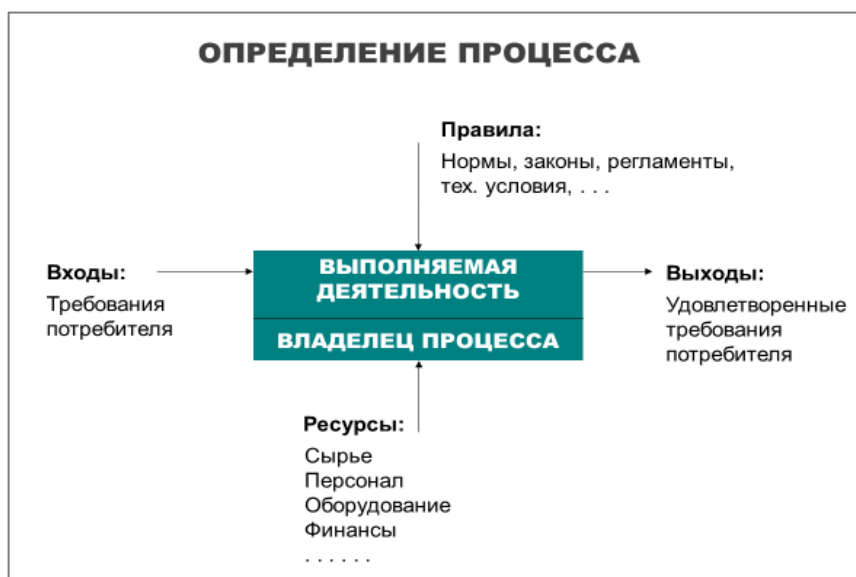 ОПРЕДЕЛЕНИЕ ПРОЦЕССА
Правила:
Нормы, законы, регламенты,
тех. условия, . . .
Входы:
Требования
потребителя
ВЫПОЛНЯЕМАЯ
ДЕЯТЕЛЬНОСТЬ
ВЛАДЕЛЕЦ ПРОЦЕССА
Выходы:
Удовлетворенные
требования
потребителя
Ресурсы:
Сырье
Персонал
Оборудование
Финансы
. . . . . .